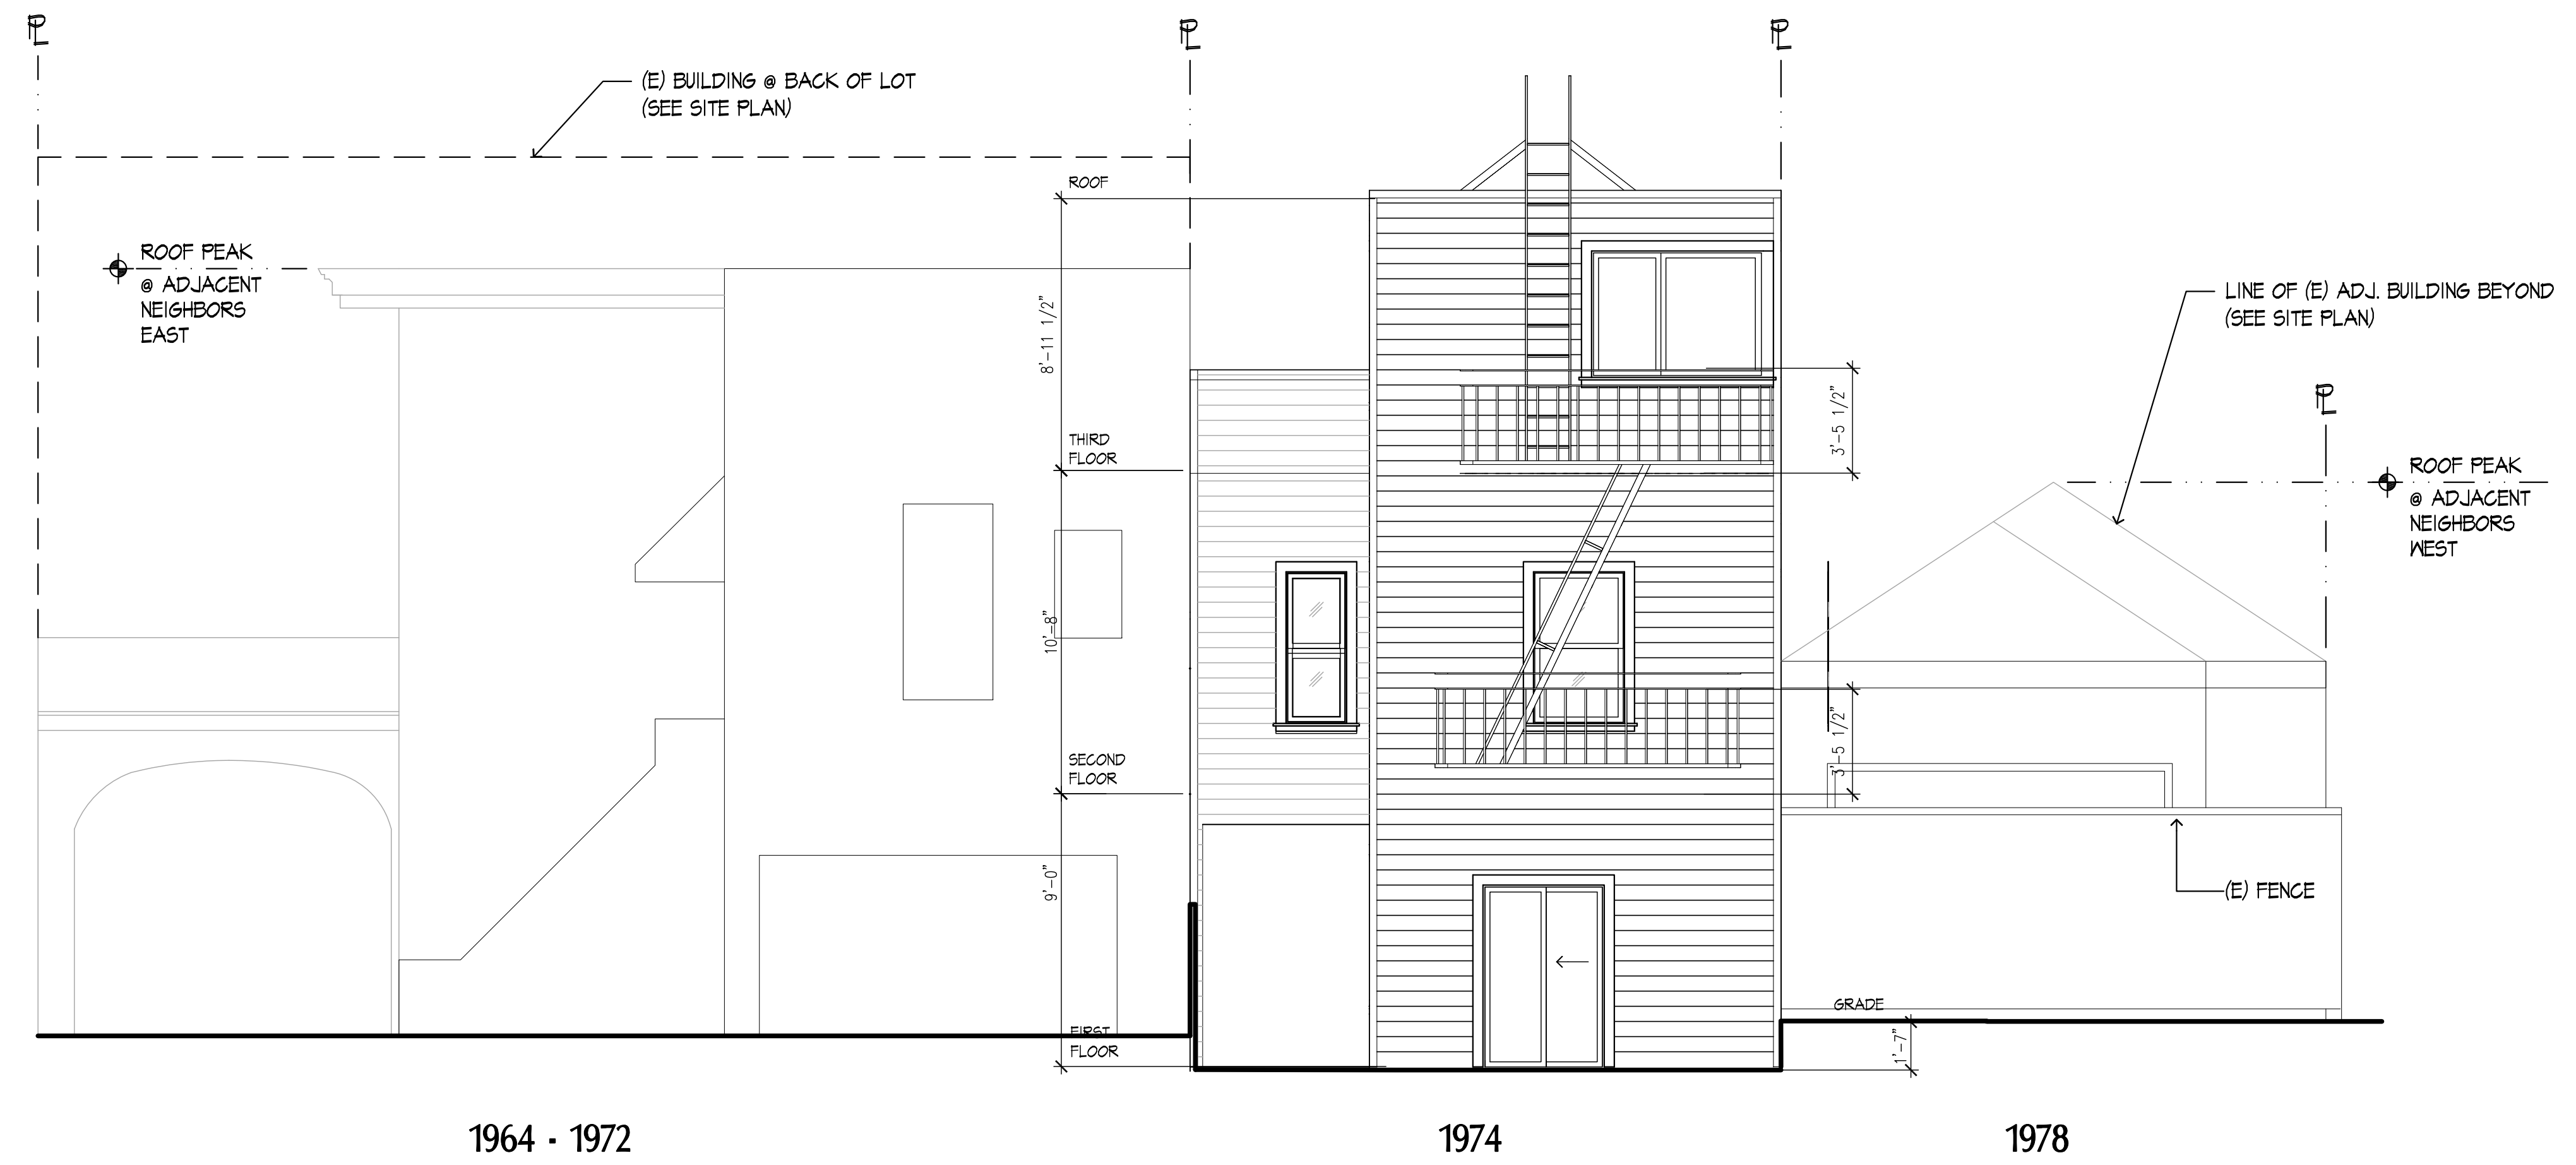 PL
PL
PL
(E) BUILDING @ BACK OF LOT
(SEE SITE PLAN)
ROOF
ROOF PEAK
@ ADJACENT
NEIGHBORS
EAST
8'-11 1/2"
LINE OF (E) ADJ. BUILDING BEYOND
(SEE SITE PLAN)
PL
3'-5 1/2"
THIRD
FLOOR
ROOF PEAK
@ ADJACENT
NEIGHBORS
WEST
10'-8"
3'-5 1/2"
SECOND
FLOOR
9'-0"
(E) FENCE
GRADE
FIRST
FLOOR
1'-7"
1964 - 1972
1974
1978